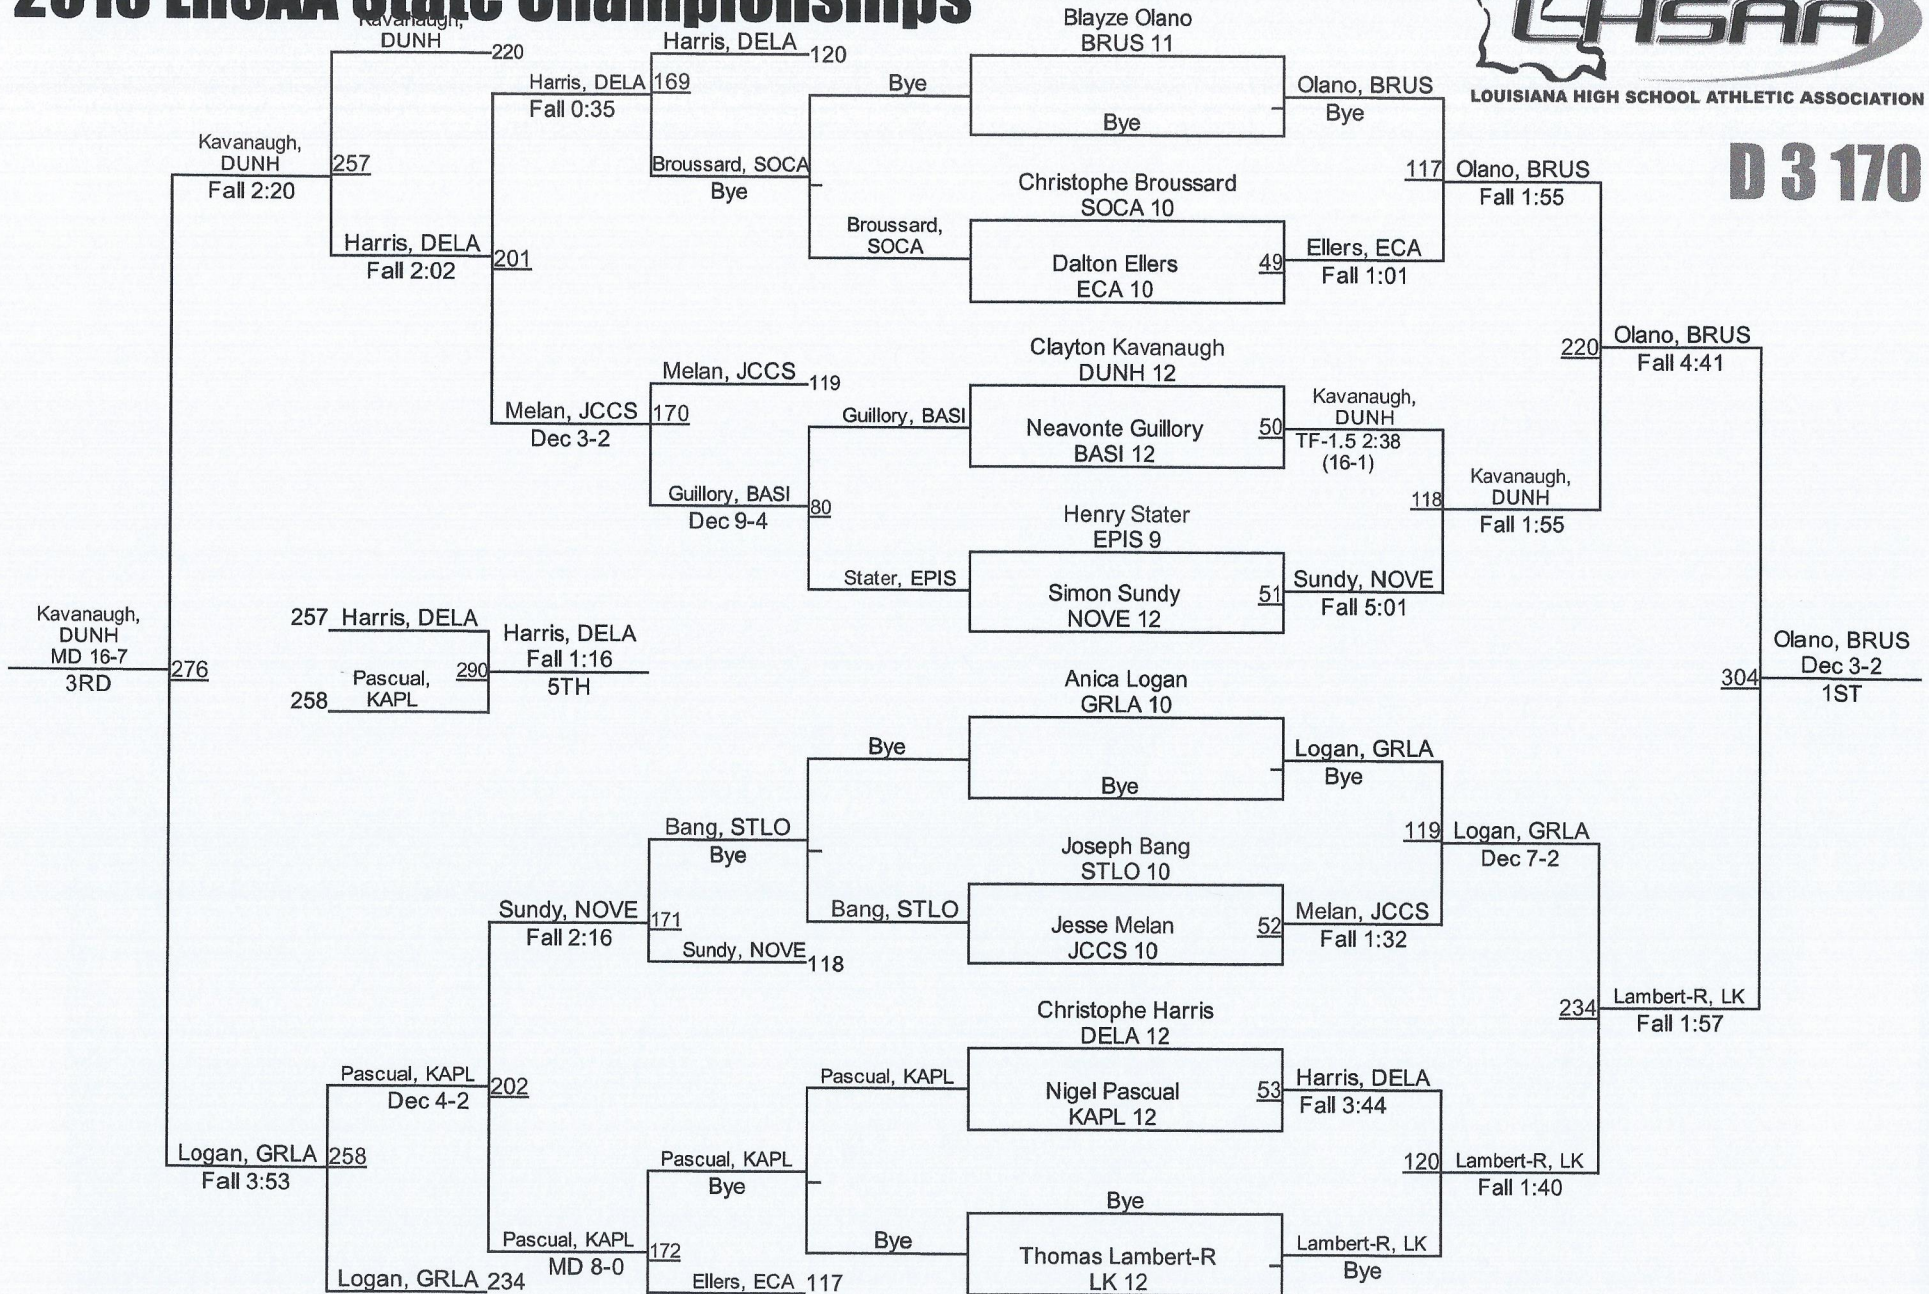 2016 LHSAA State Championships
LHSAA
LOUISIANA HIGH SCHOOL ATHLETIC ASSOCIATION
D 3 170
Kavanaugh,
DUNH
220
Harris, DELA
Fall 0:35
Harris, DELA
120
169
Broussard, SOCA
Bye
Kavanaugh,
DUNH
Fall 2:20
257
Harris, DELA
Fall 2:02
201
Melan, JCCS
119
Melan, JCCS
Dec 3-2
170
Guillory, BASI
Dec 9-4
80
Bye
Broussard,
SOCA
Guillory, BASI
Stater, EPIS
Blayze Olano
BRUS 11
Bye
Christophe Broussard
SOCA 10
Dalton Ellers
ECA 10
49
Clayton Kavanaugh
DUNH 12
Neavonte Guillory
BASI 12
50
Henry Stater
EPIS 9
Simon Sundy
NOVE 12
51
Olano, BRUS
Bye
Ellers, ECA
Fall 1:01
117
Olano, BRUS
Fall 1:55
Kavanaugh,
DUNH
TF-1.5 2:38
(16-1)
118
Kavanaugh,
DUNH
Fall 1:55
Sundy, NOVE
Fall 5:01
220
Olano, BRUS
Fall 4:41
Kavanaugh,
DUNH
MD 16-7
3RD
276
257
Harris, DELA
258
Pascual,
KAPL
290
Harris, DELA
Fall 1:16
5TH
304
Olano, BRUS
Dec 3-2
1ST
Anica Logan
GRLA 10
Bye
Joseph Bang
STLO 10
Jesse Melan
JCCS 10
52
Christophe Harris
DELA 12
Nigel Pascual
KAPL 12
53
Bye
Thomas Lambert-R
LK 12
Logan, GRLA
Bye
Melan, JCCS
Fall 1:32
119
Logan, GRLA
Dec 7-2
Harris, DELA
Fall 3:44
120
Lambert-R, LK
Fall 1:40
Lambert-R, LK
Bye
234
Lambert-R, LK
Fall 1:57
Bye
Bang, STLO
Bye
Bang, STLO
Sundy, NOVE
Fall 2:16
171
Sundy, NOVE
118
Pascual, KAPL
Pascual, KAPL
Dec 4-2
202
Pascual, KAPL
Bye
Bye
Logan, GRLA
Fall 3:53
258
Pascual, KAPL
MD 8-0
172
Logan, GRLA
234
Ellers, ECA
117